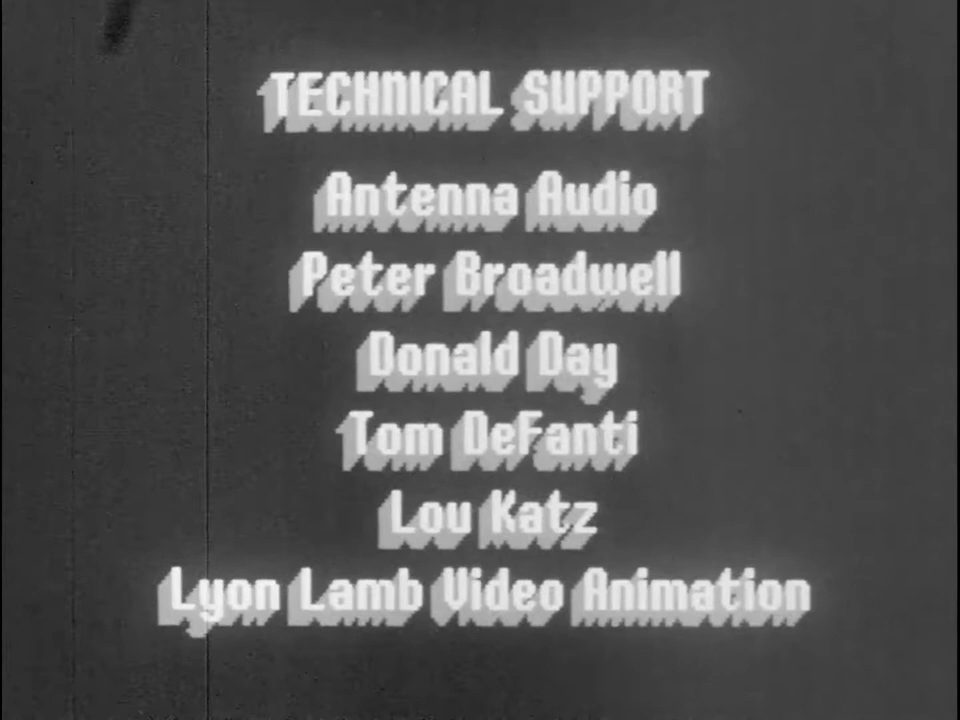 TECHNICAL SUPPORT
Antenna Audio
Peter Broadwell
Donald Day
Tom DeFanti
Lou Katz
Lyon Lamb Video Animation